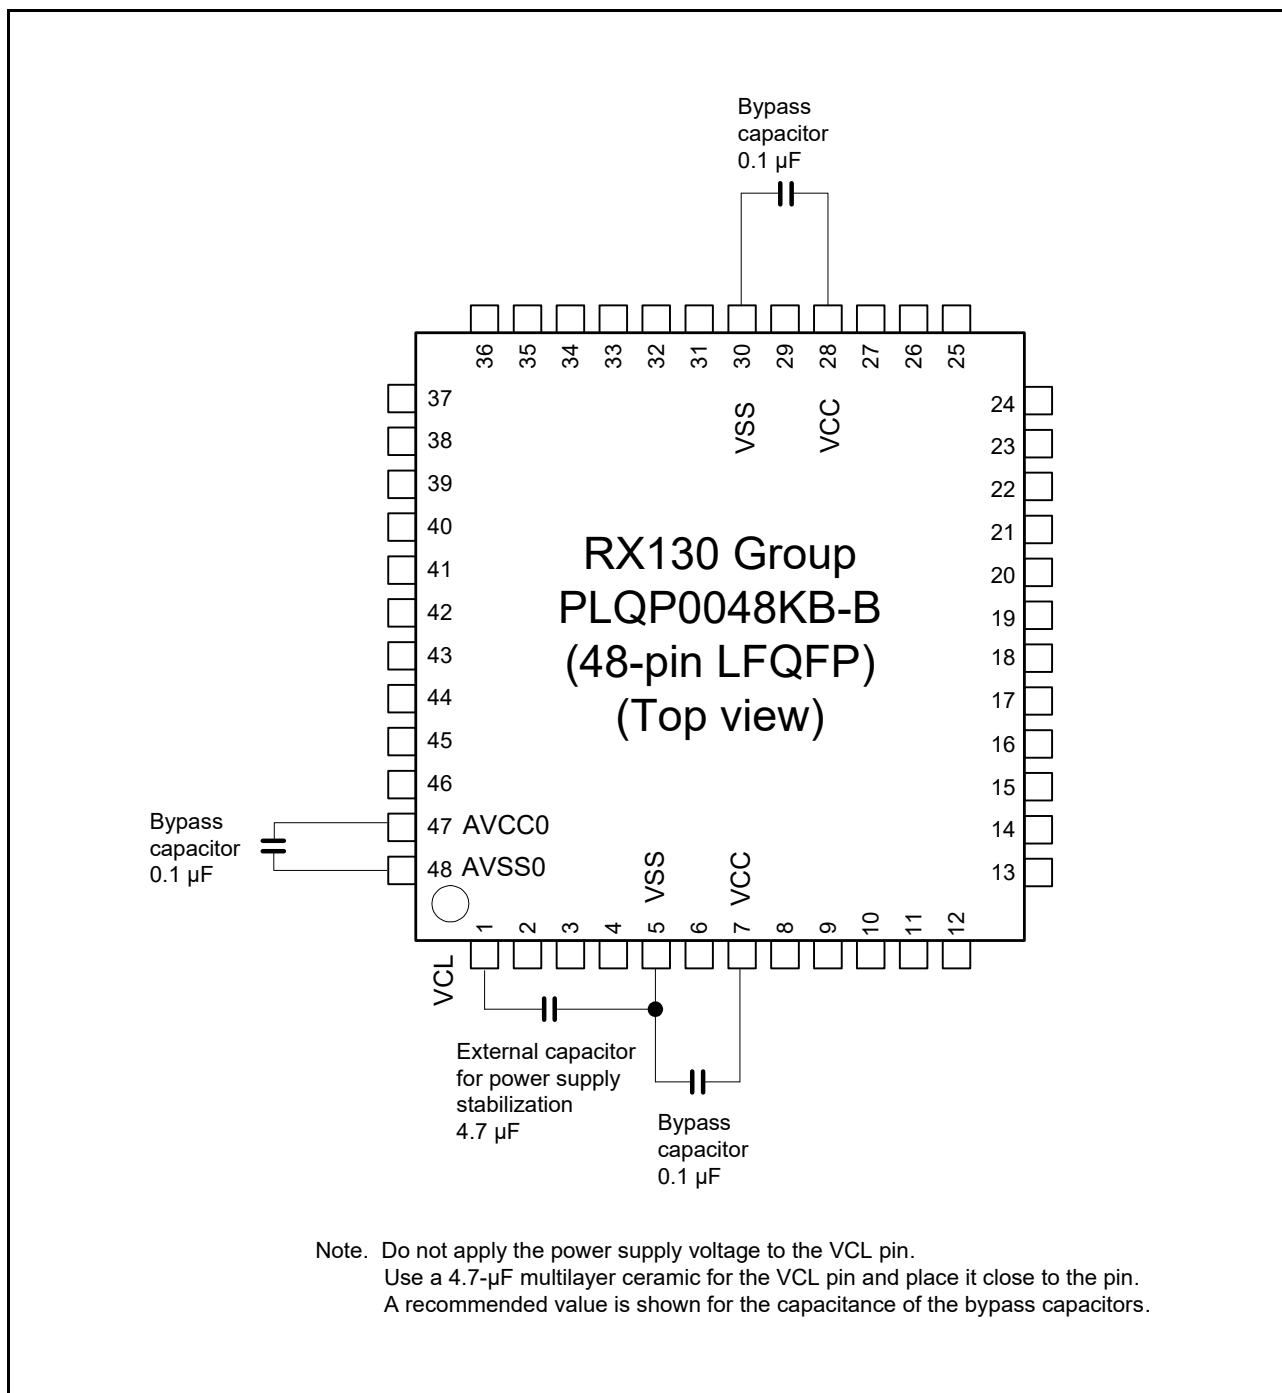 Bypass
capacitor
0.1 µF
36 35 34 33 32 31 30 29 28 27 26 25
VSS VCC
37
38
39
40
41
42
43
44
45
46
47 AVCC0
48 AVSS0
24
23
22
21
20
19
18
17
16
15
14
13
RX130 Group
PLQP0048KB-B
(48-pin LFQFP)
(Top view)
Bypass
capacitor
0.1 µF
VSS VCC
1 2 3 4 5 6 7 8 9 10 11 12
VCL
External capacitor
for power supply
stabilization
4.7 µF
Bypass
capacitor
0.1 µF
Note. Do not apply the power supply voltage to the VCL pin.
Use a 4.7-µF multilayer ceramic for the VCL pin and place it close to the pin.
A recommended value is shown for the capacitance of the bypass capacitors.